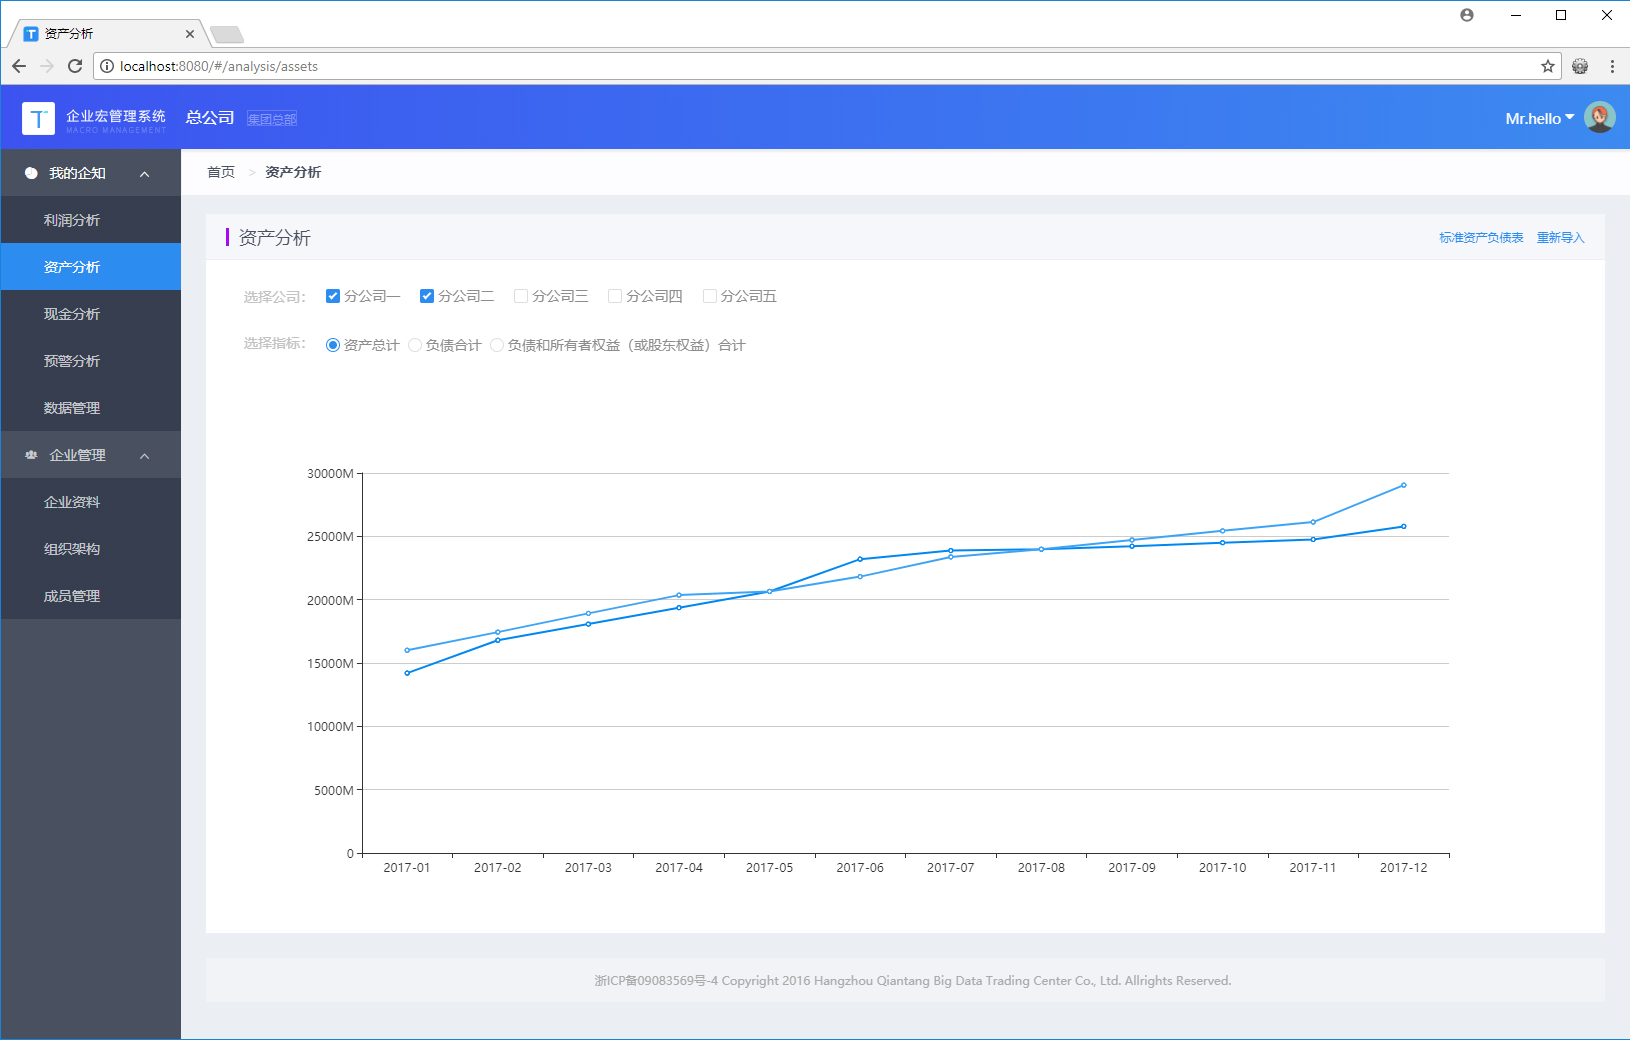 资产分析
localhost:8080/#/analysis/assets
企业宏管理系统
MACRO MANAGEMENT
总公司 集团总部
Mr.hello
我的企知
利润分析
资产分析
现金分析
预警分析
数据管理
企业管理
企业资料
组织架构
成员管理
首页 > 资产分析
资产分析
标准资产负债表 重新导入
选择公司: 分公司一 分公司二 分公司三 分公司四 分公司五
选择指标: 资产总计 负债合计 负债和所有者权益（或股东权益）合计
30000M
25000M
20000M
15000M
10000M
5000M
0
2017-01 2017-02 2017-03 2017-04 2017-05 2017-06 2017-07 2017-08 2017-09 2017-10 2017-11 2017-12
浙ICP备09083569号-4 Copyright 2016 Hangzhou Qiantang Big Data Trading Center Co., Ltd. Allrights Reserved.